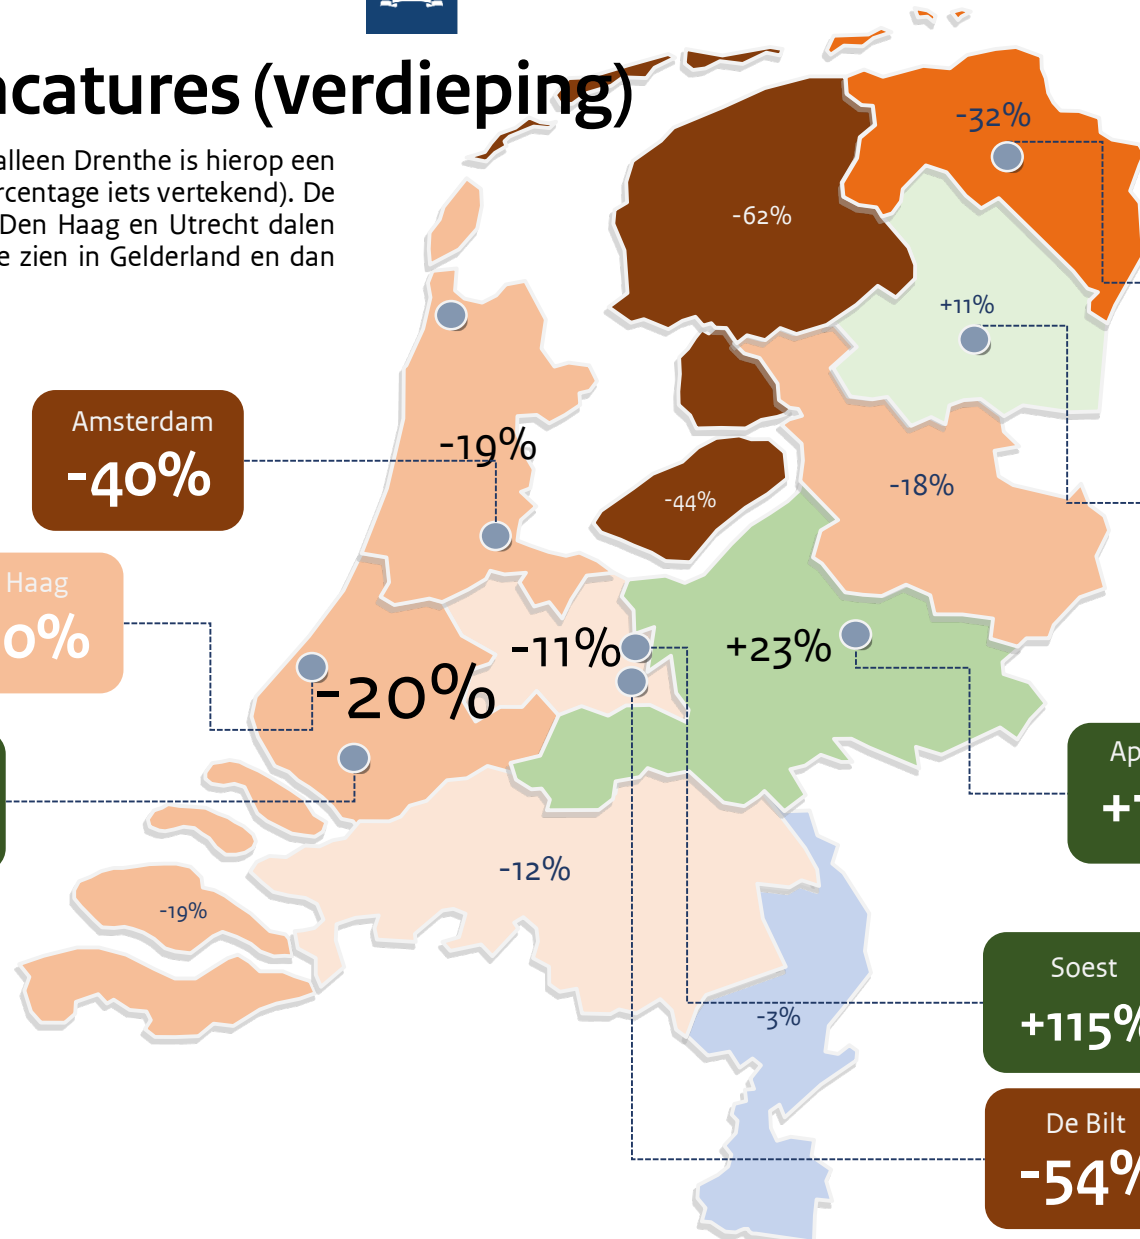 acatures (verdieping)
alleen Drenthe is hierop een
rcentage iets vertekend). De
Den Haag en Utrecht dalen
e zien in Gelderland en dan
-32%
-62%
+11%
Amsterdam
-40%
-19%
-44%
-18%
Haag
0%
-11%
+23%
-20%
Ap
+1
-12%
-19%
Soest
+115%
-3%
De Bilt
-54%